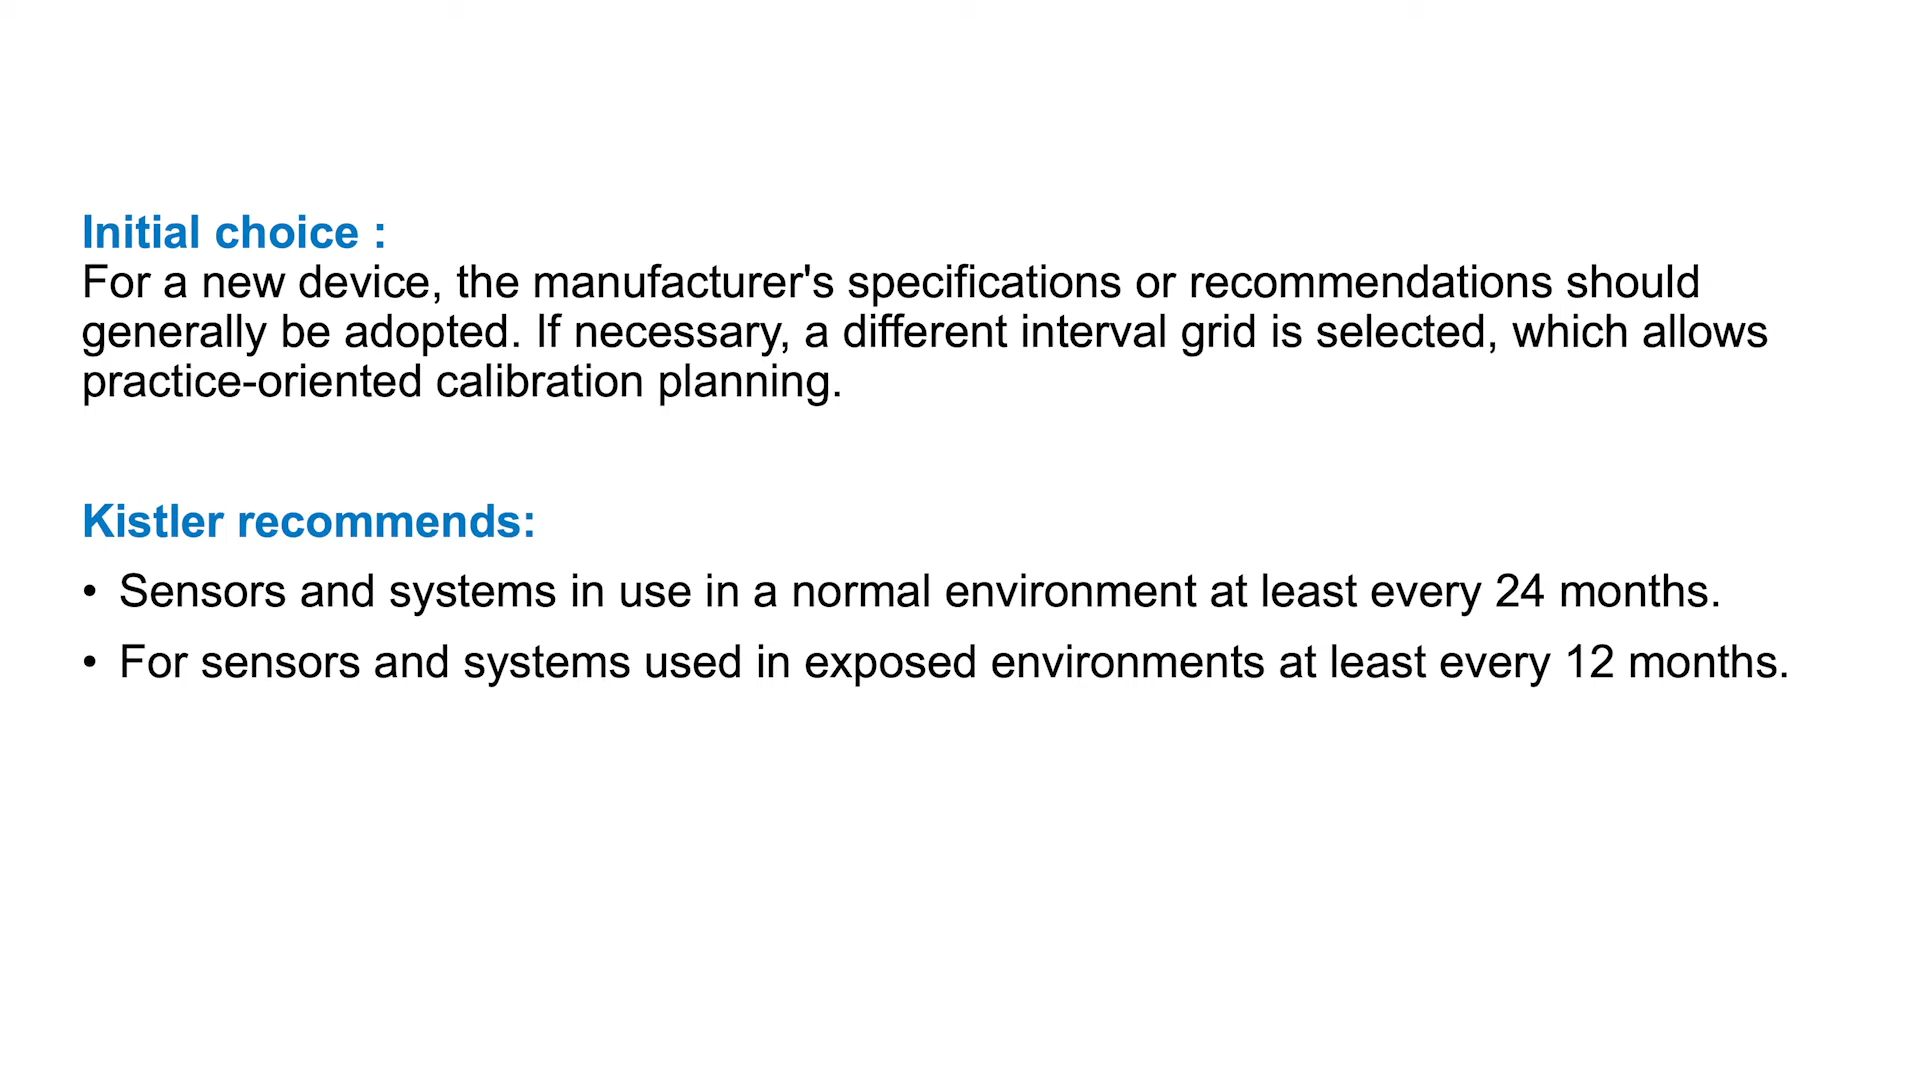 Initial choice :
For a new device, the manufacturer's specifications or recommendations should
generally be adopted. If necessary, a different interval grid is selected, which allows
practice-oriented calibration planning.
Kistler recommends:
• Sensors and systems in use in a normal environment at least every 24 months.
• For sensors and systems used in exposed environments at least every 12 months.